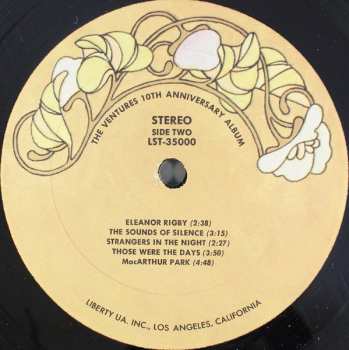 THE VENTURES 10TH ANNIVERSARY ALBUM
STEREO
SIDE TWO
LST-35000
ELEANOR RIGBY (2:38)
THE SOUNDS OF SILENCE (3:15)
STRANGERS IN THE NIGHT (2:27)
THOSE WERE THE DAYS (3:50)
MacARTHUR PARK (4:48)
LIBERTY UA. INC., LOS ANGELES, CALIFORNIA